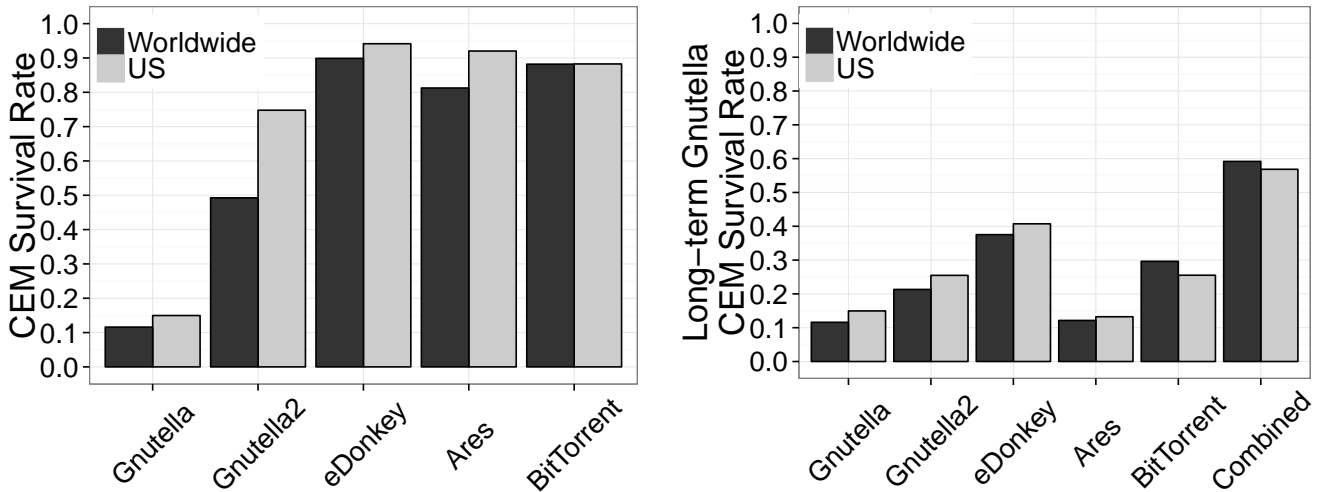 CEM Survival Rate
1.0
0.9
0.8
0.7
0.6
0.5
0.4
0.3
0.2
0.1
0.0
Worldwide
US
Gnutella
Gnutella2
eDonkey
Ares
BitTorrent
Long-term Gnutella
CEM Survival Rate
1.0
0.9
0.8
0.7
0.6
0.5
0.4
0.3
0.2
0.1
0.0
Worldwide
US
Gnutella
Gnutella2
eDonkey
Ares
BitTorrent
Combined